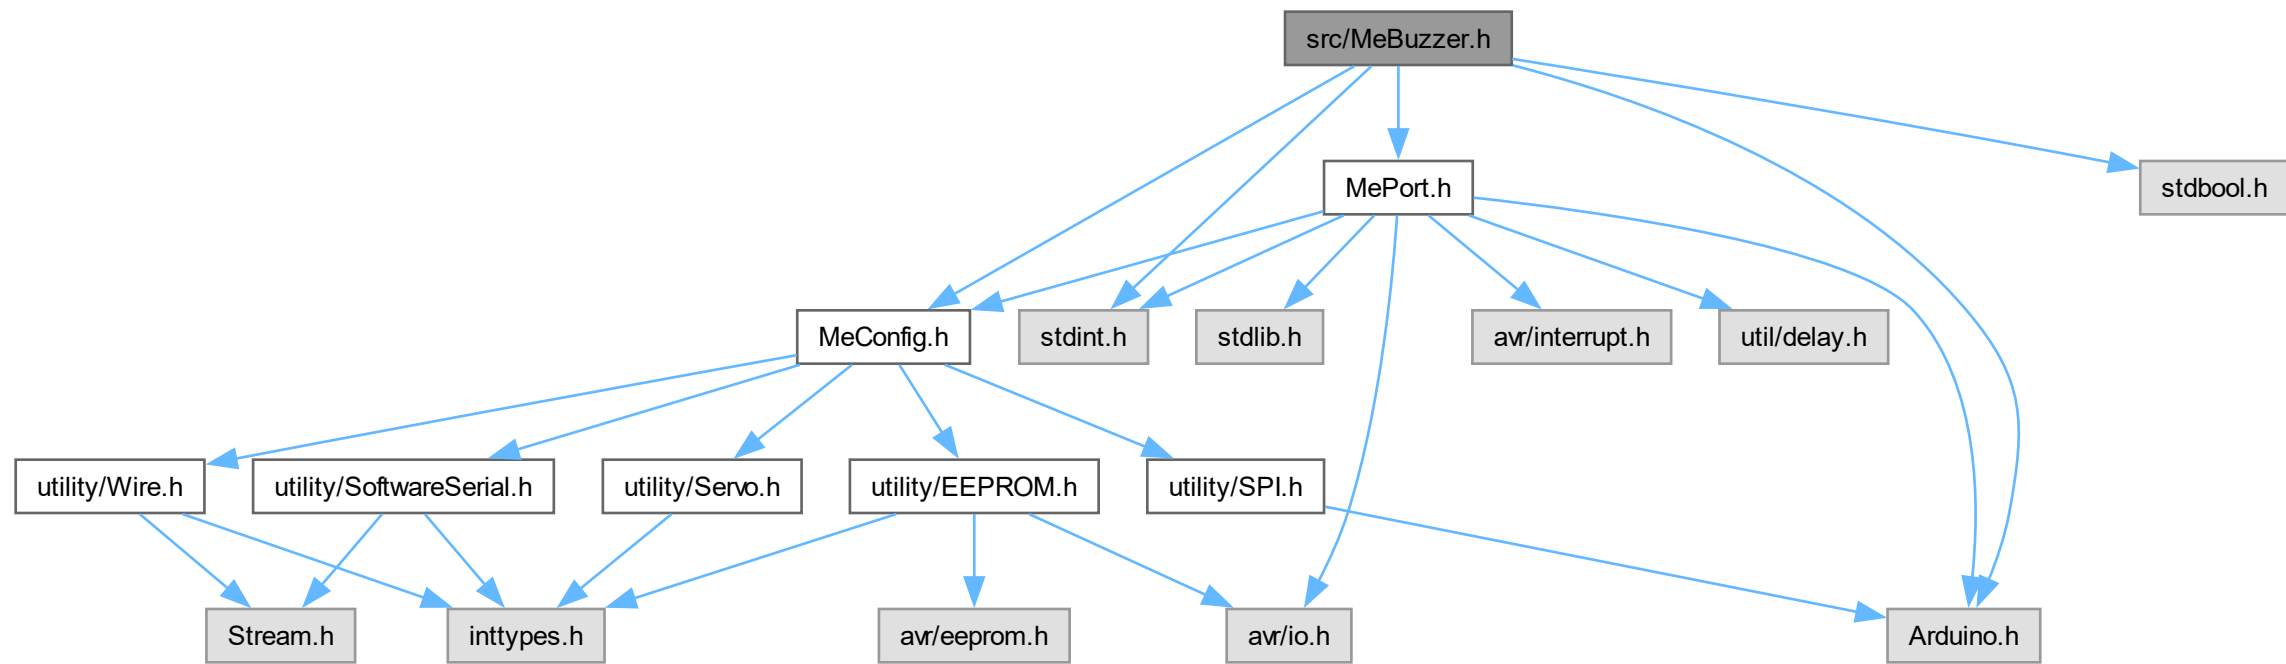 src/MeBuzzer.h
MePort.h
stdbool.h
MeConfig.h
stdint.h
stdlib.h
avr/interrupt.h
util/delay.h
utility/Wire.h
utility/SoftwareSerial.h
utility/Servo.h
utility/EEPROM.h
utility/SPI.h
Stream.h
inttypes.h
avr/eeprom.h
avr/io.h
Arduino.h